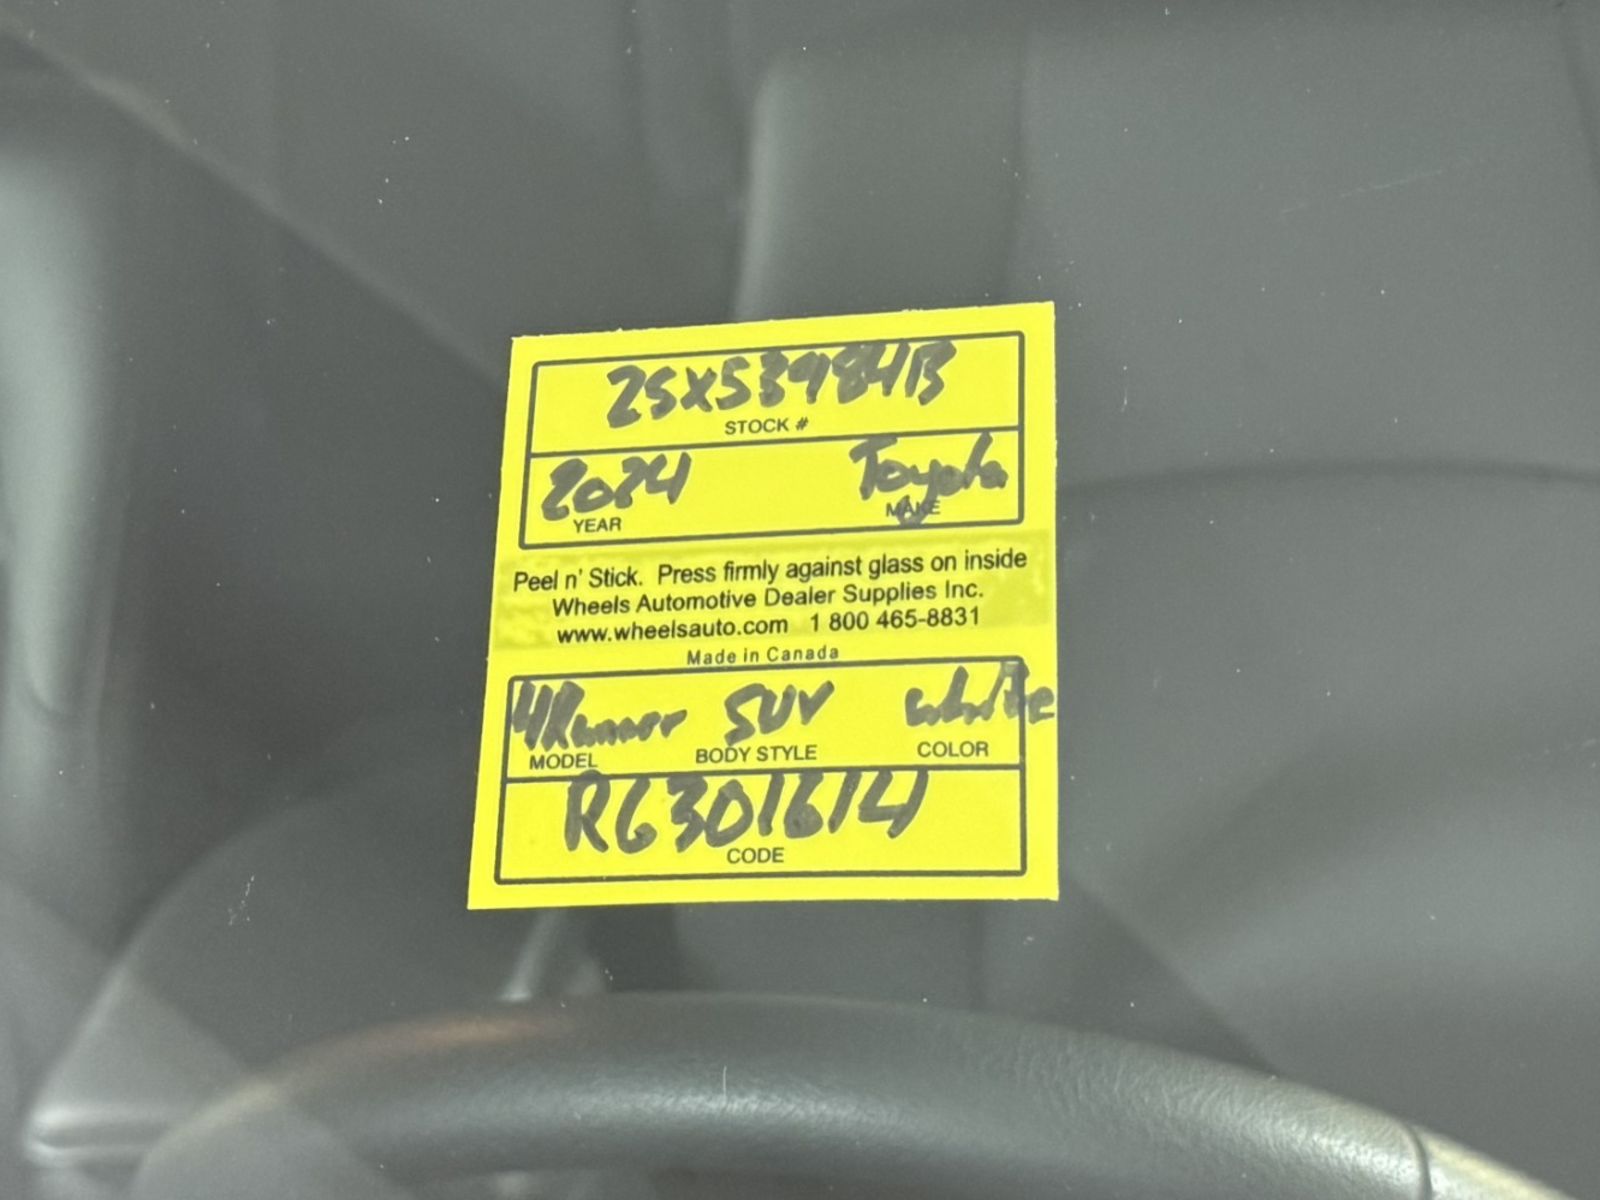 25X53984B
STOCK #
2024 Toyota
YEAR MAKE
Peel n' Stick. Press firmly against glass on inside
Wheels Automotive Dealer Supplies Inc.
www.wheelsauto.com 1 800 465-8831
Made in Canada
4Runner SUV white
MODEL BODY STYLE COLOR
R6301614
CODE